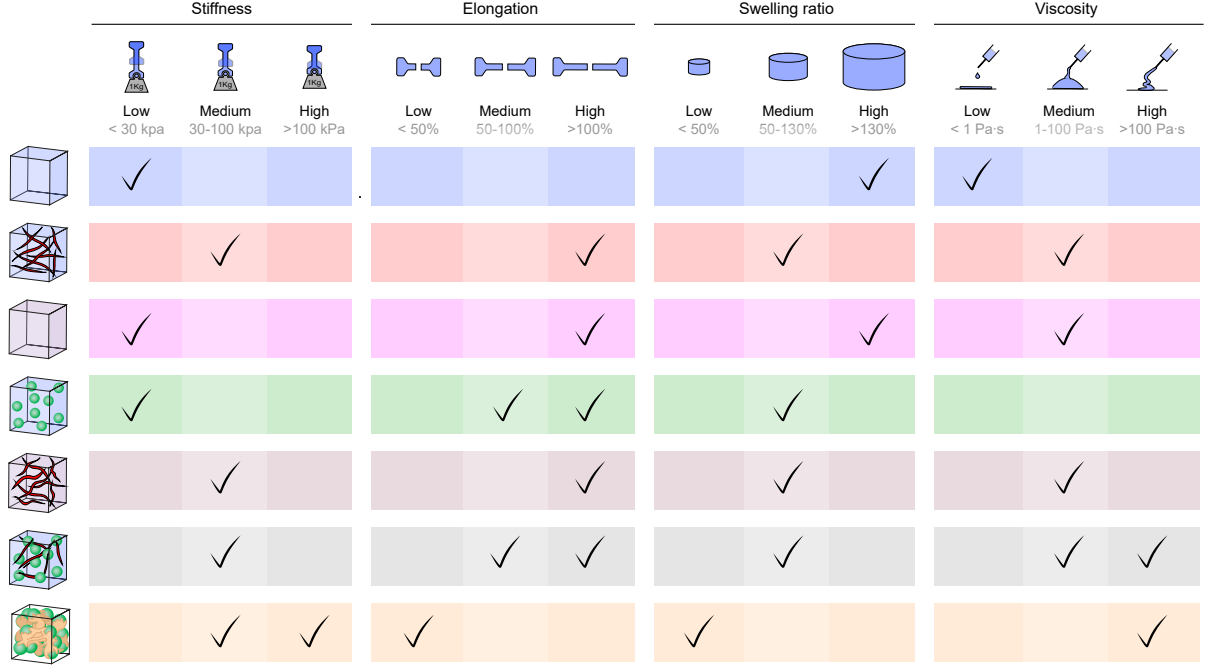 Stiffness Elongation Swelling ratio Viscosity
1Kg 1Kg 1Kg
Low Medium High Low Medium High Low Medium High Low Medium High
< 30 kpa 30-100 kpa >100 kPa < 50% 50-100% >100% < 50% 50-130% >130% < 1 Pa·s 1-100 Pa·s >100 Pa·s
.